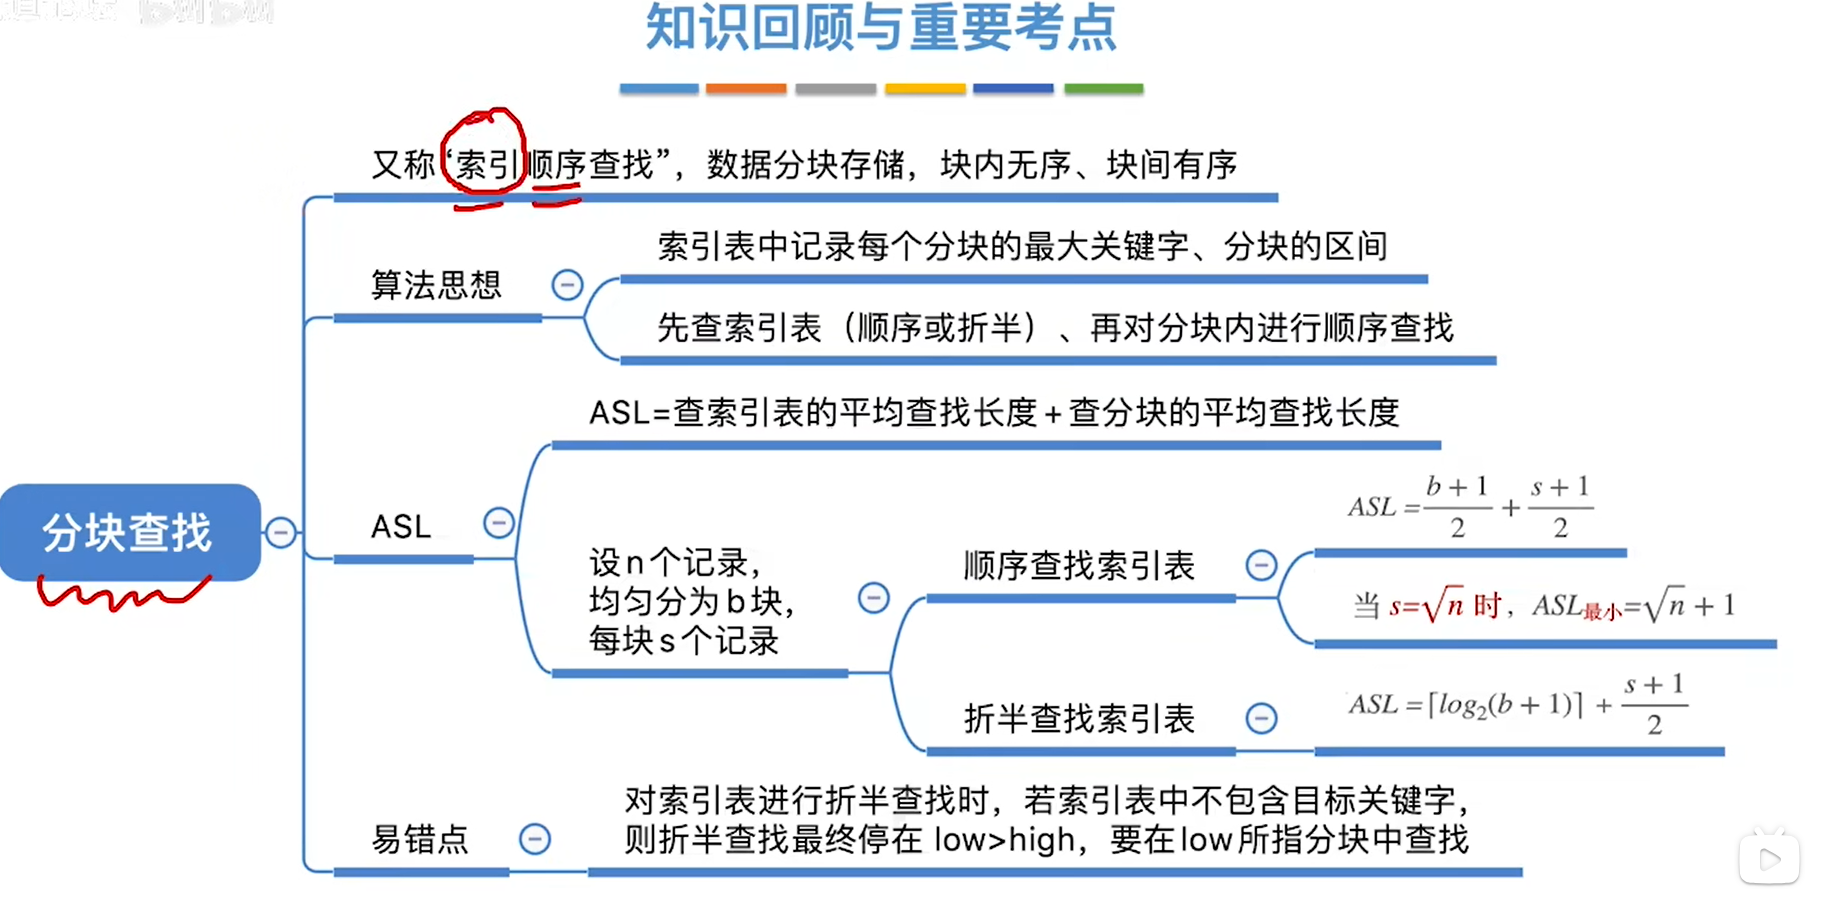 知识回顾与重要考点
又称“索引顺序查找”，数据分块存储，块内无序、块间有序
算法思想
索引表中记录每个分块的最大关键字、分块的区间
先查索引表（顺序或折半）、再对分块内进行顺序查找
ASL=查索引表的平均查找长度+查分块的平均查找长度
分块查找
ASL
设n个记录，
均匀分为b块，
每块s个记录
顺序查找索引表
ASL = (b + 1)/2 + (s + 1)/2
当 s=√n 时，ASL最小=√n + 1
折半查找索引表
ASL = ⌈log₂(b + 1)⌉ + (s + 1)/2
易错点
对索引表进行折半查找时，若索引表中不包含目标关键字，
则折半查找最终停在 low>high，要在low所指分块中查找